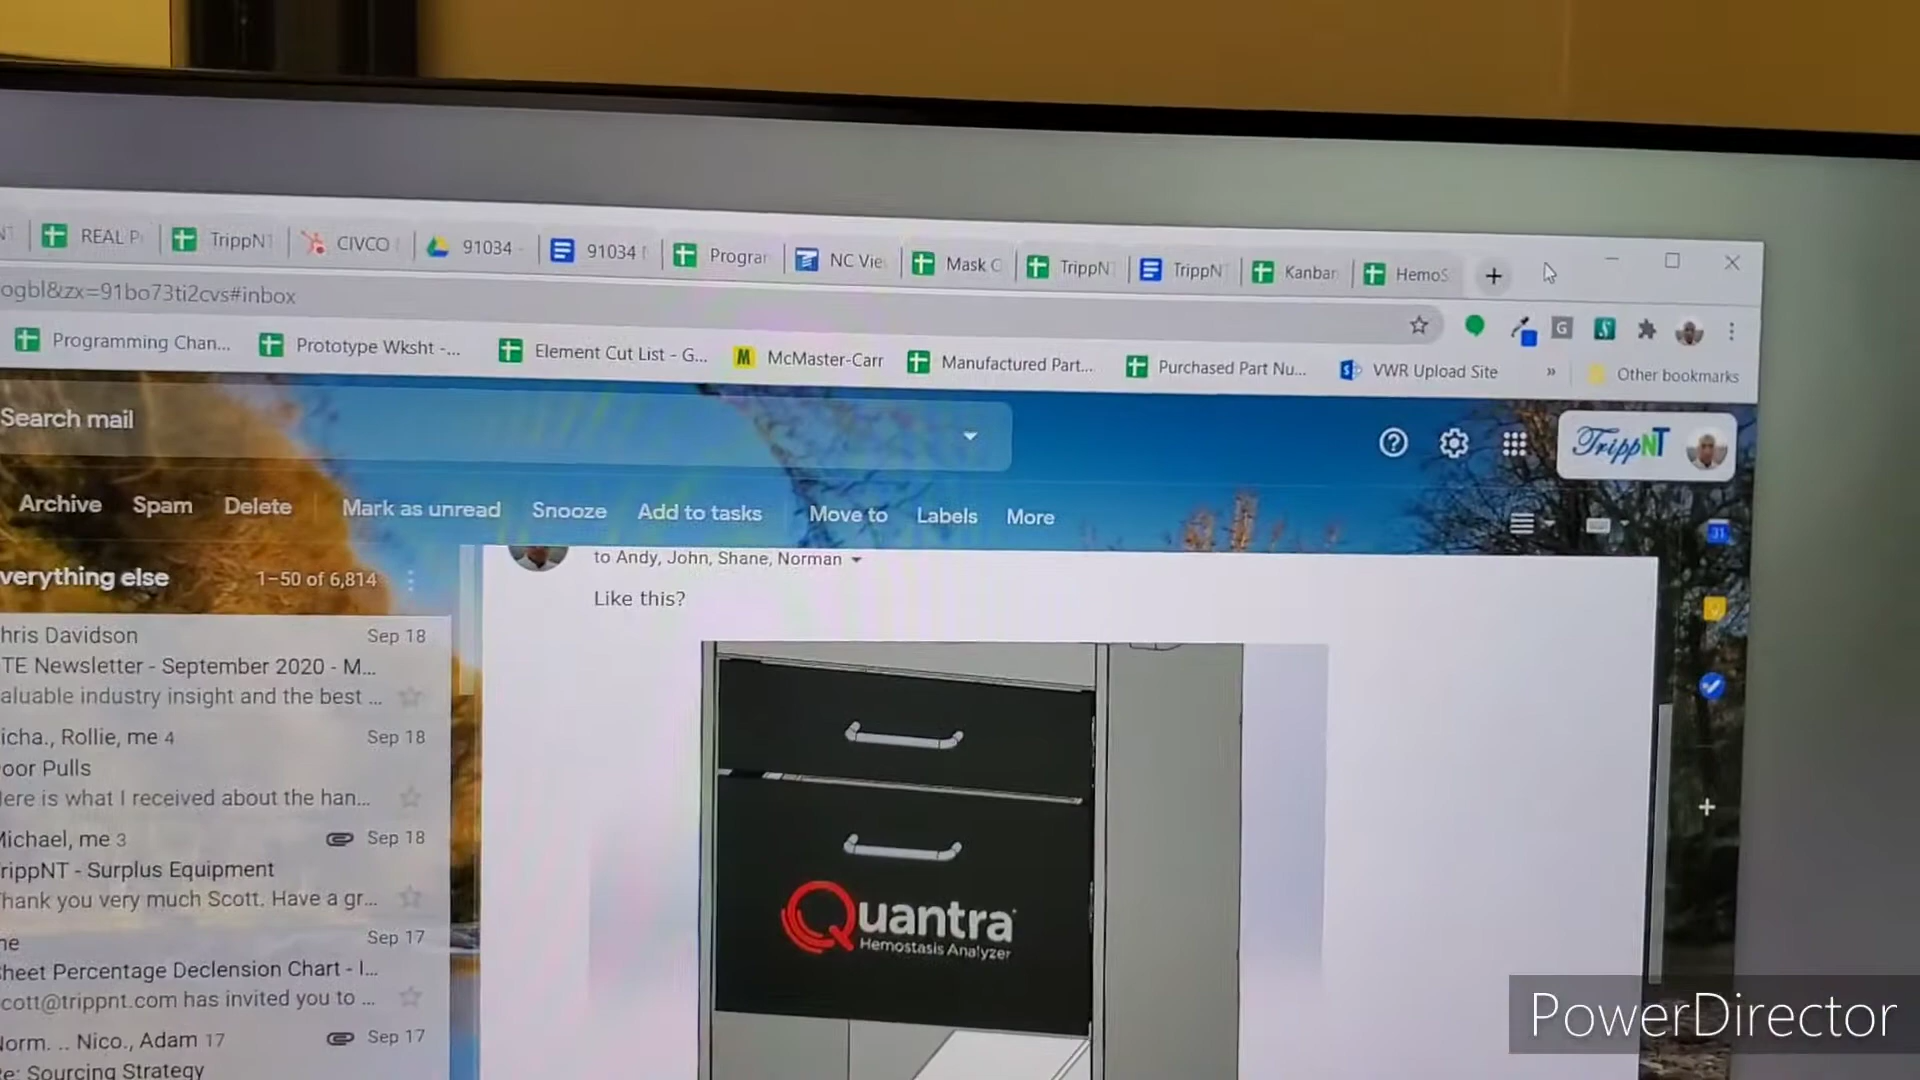 REAL P
TrippNT
CIVCO
91034 -
91034
Progra
NC Vie
Mask C
TrippN
TrippN
Kanban
HemoS
ogbl&zx=91bo73ti2cvs#inbox
Programming Chan...
Prototype Wksht -...
Element Cut List - G...
McMaster-Carr
Manufactured Part...
Purchased Part Nu...
VWR Upload Site
»
Other bookmarks
Search mail
TrippNT
Archive
Spam
Delete
Mark as unread
Snooze
Add to tasks
Move to
Labels
More
31
to Andy, John, Shane, Norman
Like this?
verything else
1–50 of 6,814
hris Davidson
Sep 18
TE Newsletter - September 2020 - M...
aluable industry insight and the best ...
icha., Rollie, me 4
Sep 18
oor Pulls
ere is what I received about the han...
Michael, me 3
Sep 18
rippNT - Surplus Equipment
hank you very much Scott. Have a gr...
me
Sep 17
heet Percentage Declension Chart - I...
cott@trippnt.com has invited you to ...
Norm. .. Nico., Adam 17
Sep 17
Re: Sourcing Strategy
Quantra
Hemostasis Analyzer
PowerDirector